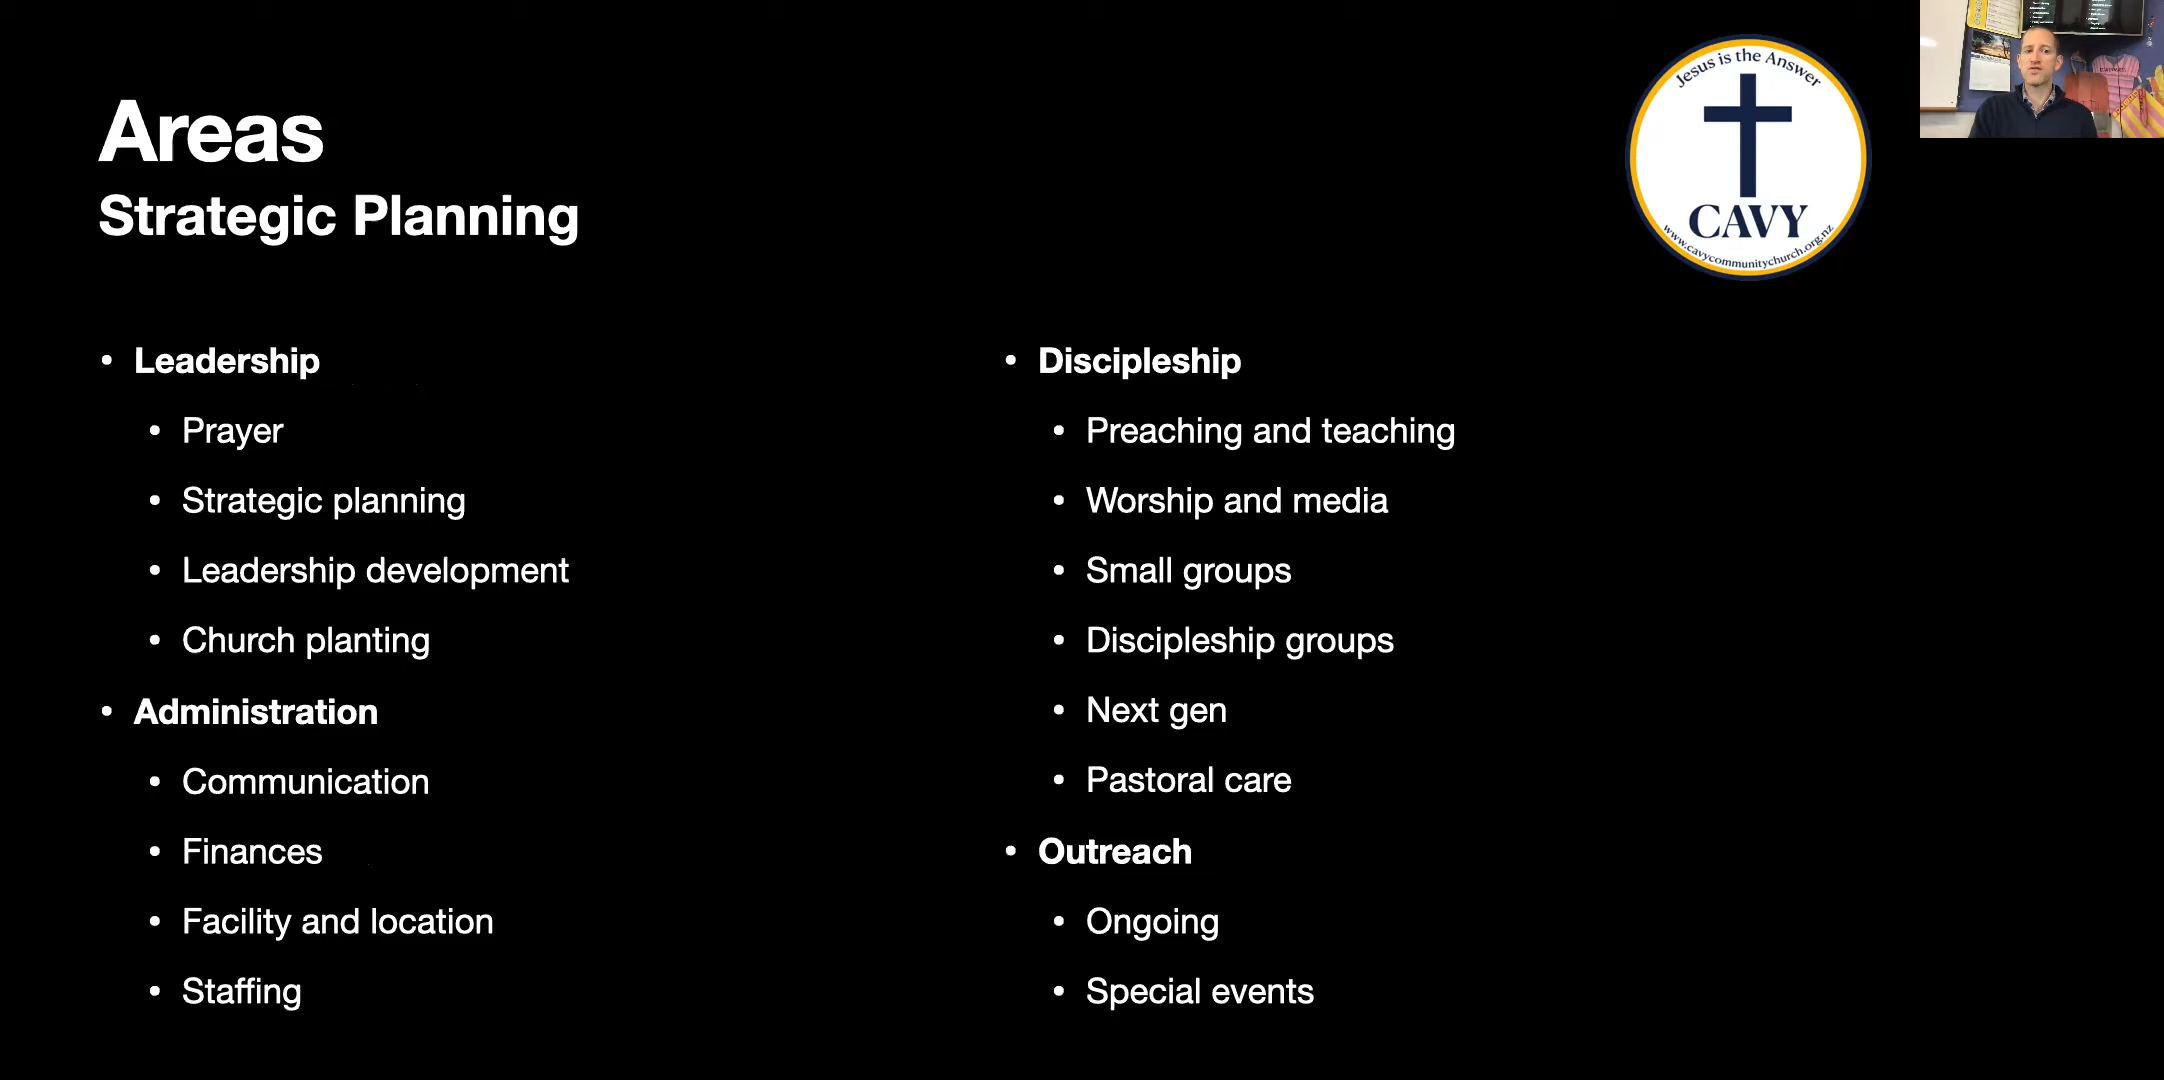 Areas
Strategic Planning
Jesus is the Answer
CAVY
www.cavycommunitychurch.org.nz
• Leadership
• Prayer
• Strategic planning
• Leadership development
• Church planting
• Administration
• Communication
• Finances
• Facility and location
• Staffing
• Discipleship
• Preaching and teaching
• Worship and media
• Small groups
• Discipleship groups
• Next gen
• Pastoral care
• Outreach
• Ongoing
• Special events